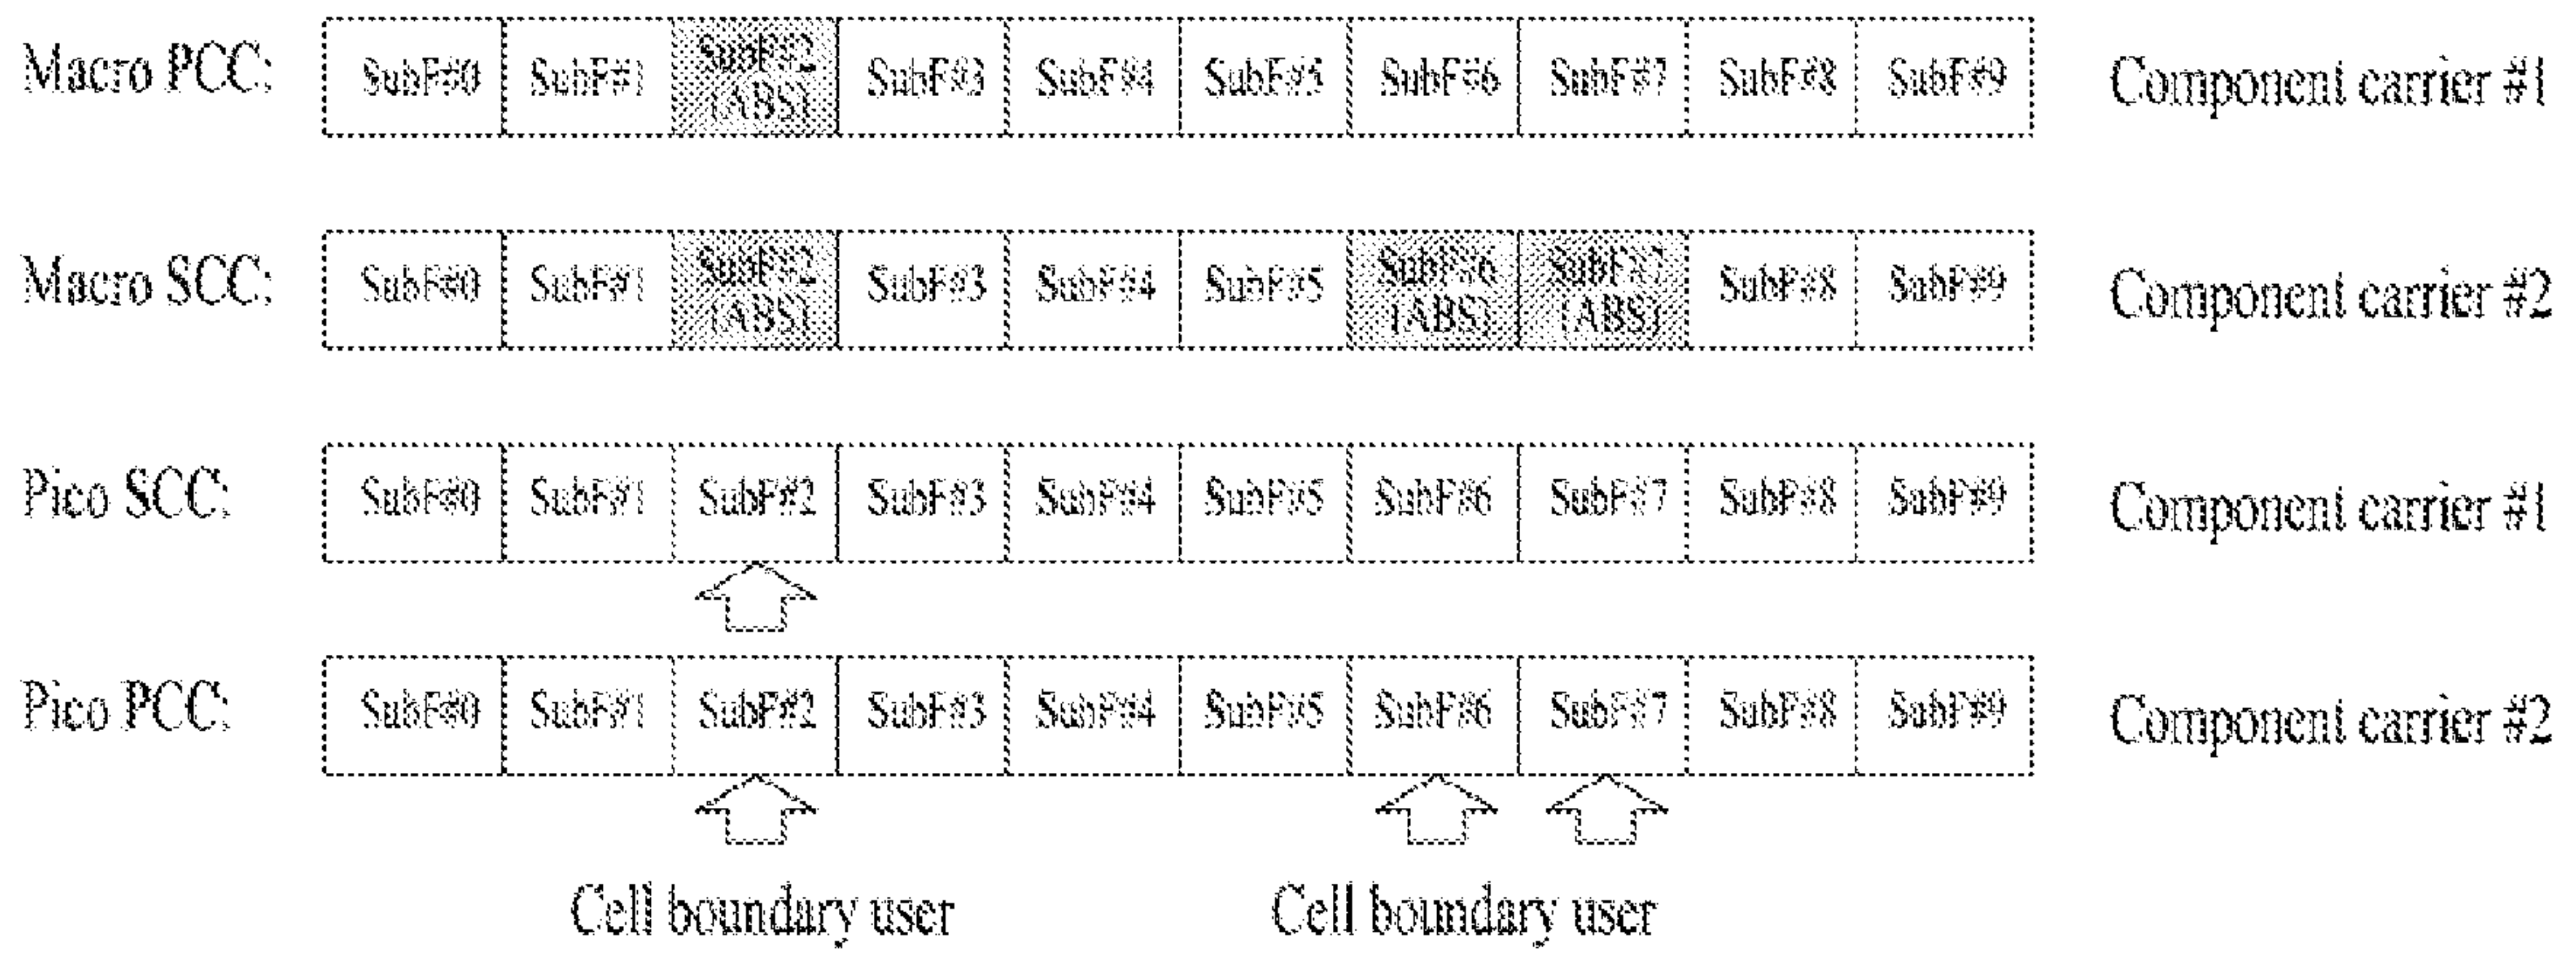 Macro PCC: SubF#0 SubF#1 SubF#2 SubF#3 SubF#4 SubF#5 SubF#6 SubF#7 SubF#8 SubF#9 Component carrier #1
(ABS)
Macro SCC: SubF#0 SubF#1 SubF#2 SubF#3 SubF#4 SubF#5 SubF#6 SubF#7 SubF#8 SubF#9 Component carrier #2
(ABS) (ABS) (ABS)
Pico SCC: SubF#0 SubF#1 SubF#2 SubF#3 SubF#4 SubF#5 SubF#6 SubF#7 SubF#8 SubF#9 Component carrier #1
Pico PCC: SubF#0 SubF#1 SubF#2 SubF#3 SubF#4 SubF#5 SubF#6 SubF#7 SubF#8 SubF#9 Component carrier #2
Cell boundary user Cell boundary user